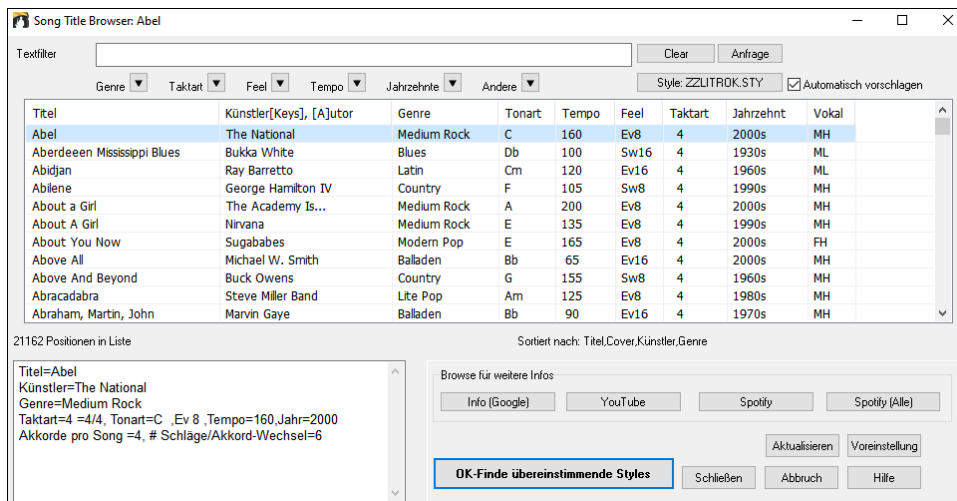 Song Title Browser: Abel
Textfilter
Clear Anfrage
Genre Taktart Feel Tempo Jahrzehnte Andere Style: ZZLITROK.STY Automatisch vorschlagen
Titel Künstler[Keys], [A]utor Genre Tonart Tempo Feel Taktart Jahrzehnt Vokal
Abel The National Medium Rock C 160 Ev8 4 2000s MH
Aberdeeen Mississippi Blues Bukka White Blues Db 100 Sw16 4 1930s ML
Abidjan Ray Barretto Latin Cm 120 Ev16 4 1960s ML
Abilene George Hamilton IV Country F 105 Sw8 4 1990s MH
About a Girl The Academy Is... Medium Rock A 200 Ev8 4 2000s MH
About A Girl Nirvana Medium Rock E 135 Ev8 4 1990s MH
About You Now Sugababes Modern Pop E 165 Ev8 4 2000s FH
Above All Michael W. Smith Balladen Bb 65 Ev16 4 2000s MH
Above And Beyond Buck Owens Country G 155 Sw8 4 1960s MH
Abracadabra Steve Miller Band Lite Pop Am 125 Ev8 4 1980s MH
Abraham, Martin, John Marvin Gaye Balladen Bb 90 Ev16 4 1970s MH
21162 Positionen in Liste Sortiert nach: Titel,Cover,Künstler,Genre
Titel=Abel
Künstler=The National
Genre=Medium Rock
Taktart=4 =4/4, Tonart=C ,Ev 8 ,Tempo=160,Jahr=2000
Akkorde pro Song =4, # Schläge/Akkord-Wechsel=6
Browse für weitere Infos
Info (Google) YouTube Spotify Spotify (Alle)
Aktualisieren Voreinstellung
OK-Finde übereinstimmende Styles Schließen Abbruch Hilfe